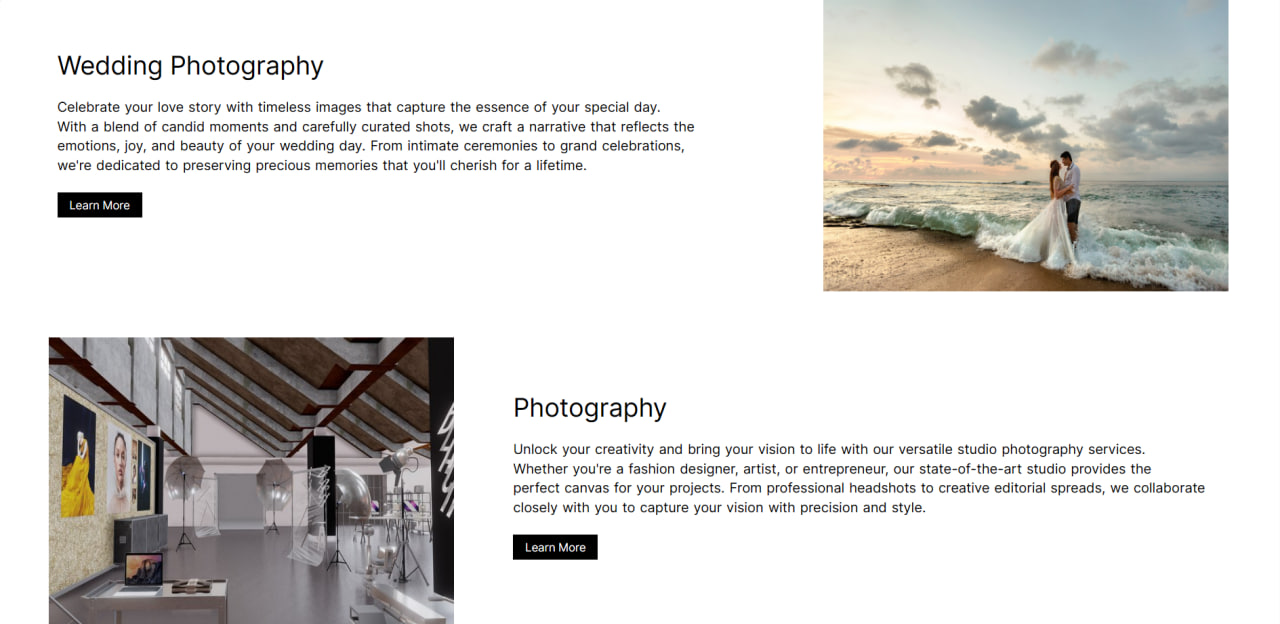 Wedding Photography
Celebrate your love story with timeless images that capture the essence of your special day.
With a blend of candid moments and carefully curated shots, we craft a narrative that reflects the
emotions, joy, and beauty of your wedding day. From intimate ceremonies to grand celebrations,
we're dedicated to preserving precious memories that you'll cherish for a lifetime.
Learn More
Photography
Unlock your creativity and bring your vision to life with our versatile studio photography services.
Whether you're a fashion designer, artist, or entrepreneur, our state-of-the-art studio provides the
perfect canvas for your projects. From professional headshots to creative editorial spreads, we collaborate
closely with you to capture your vision with precision and style.
Learn More